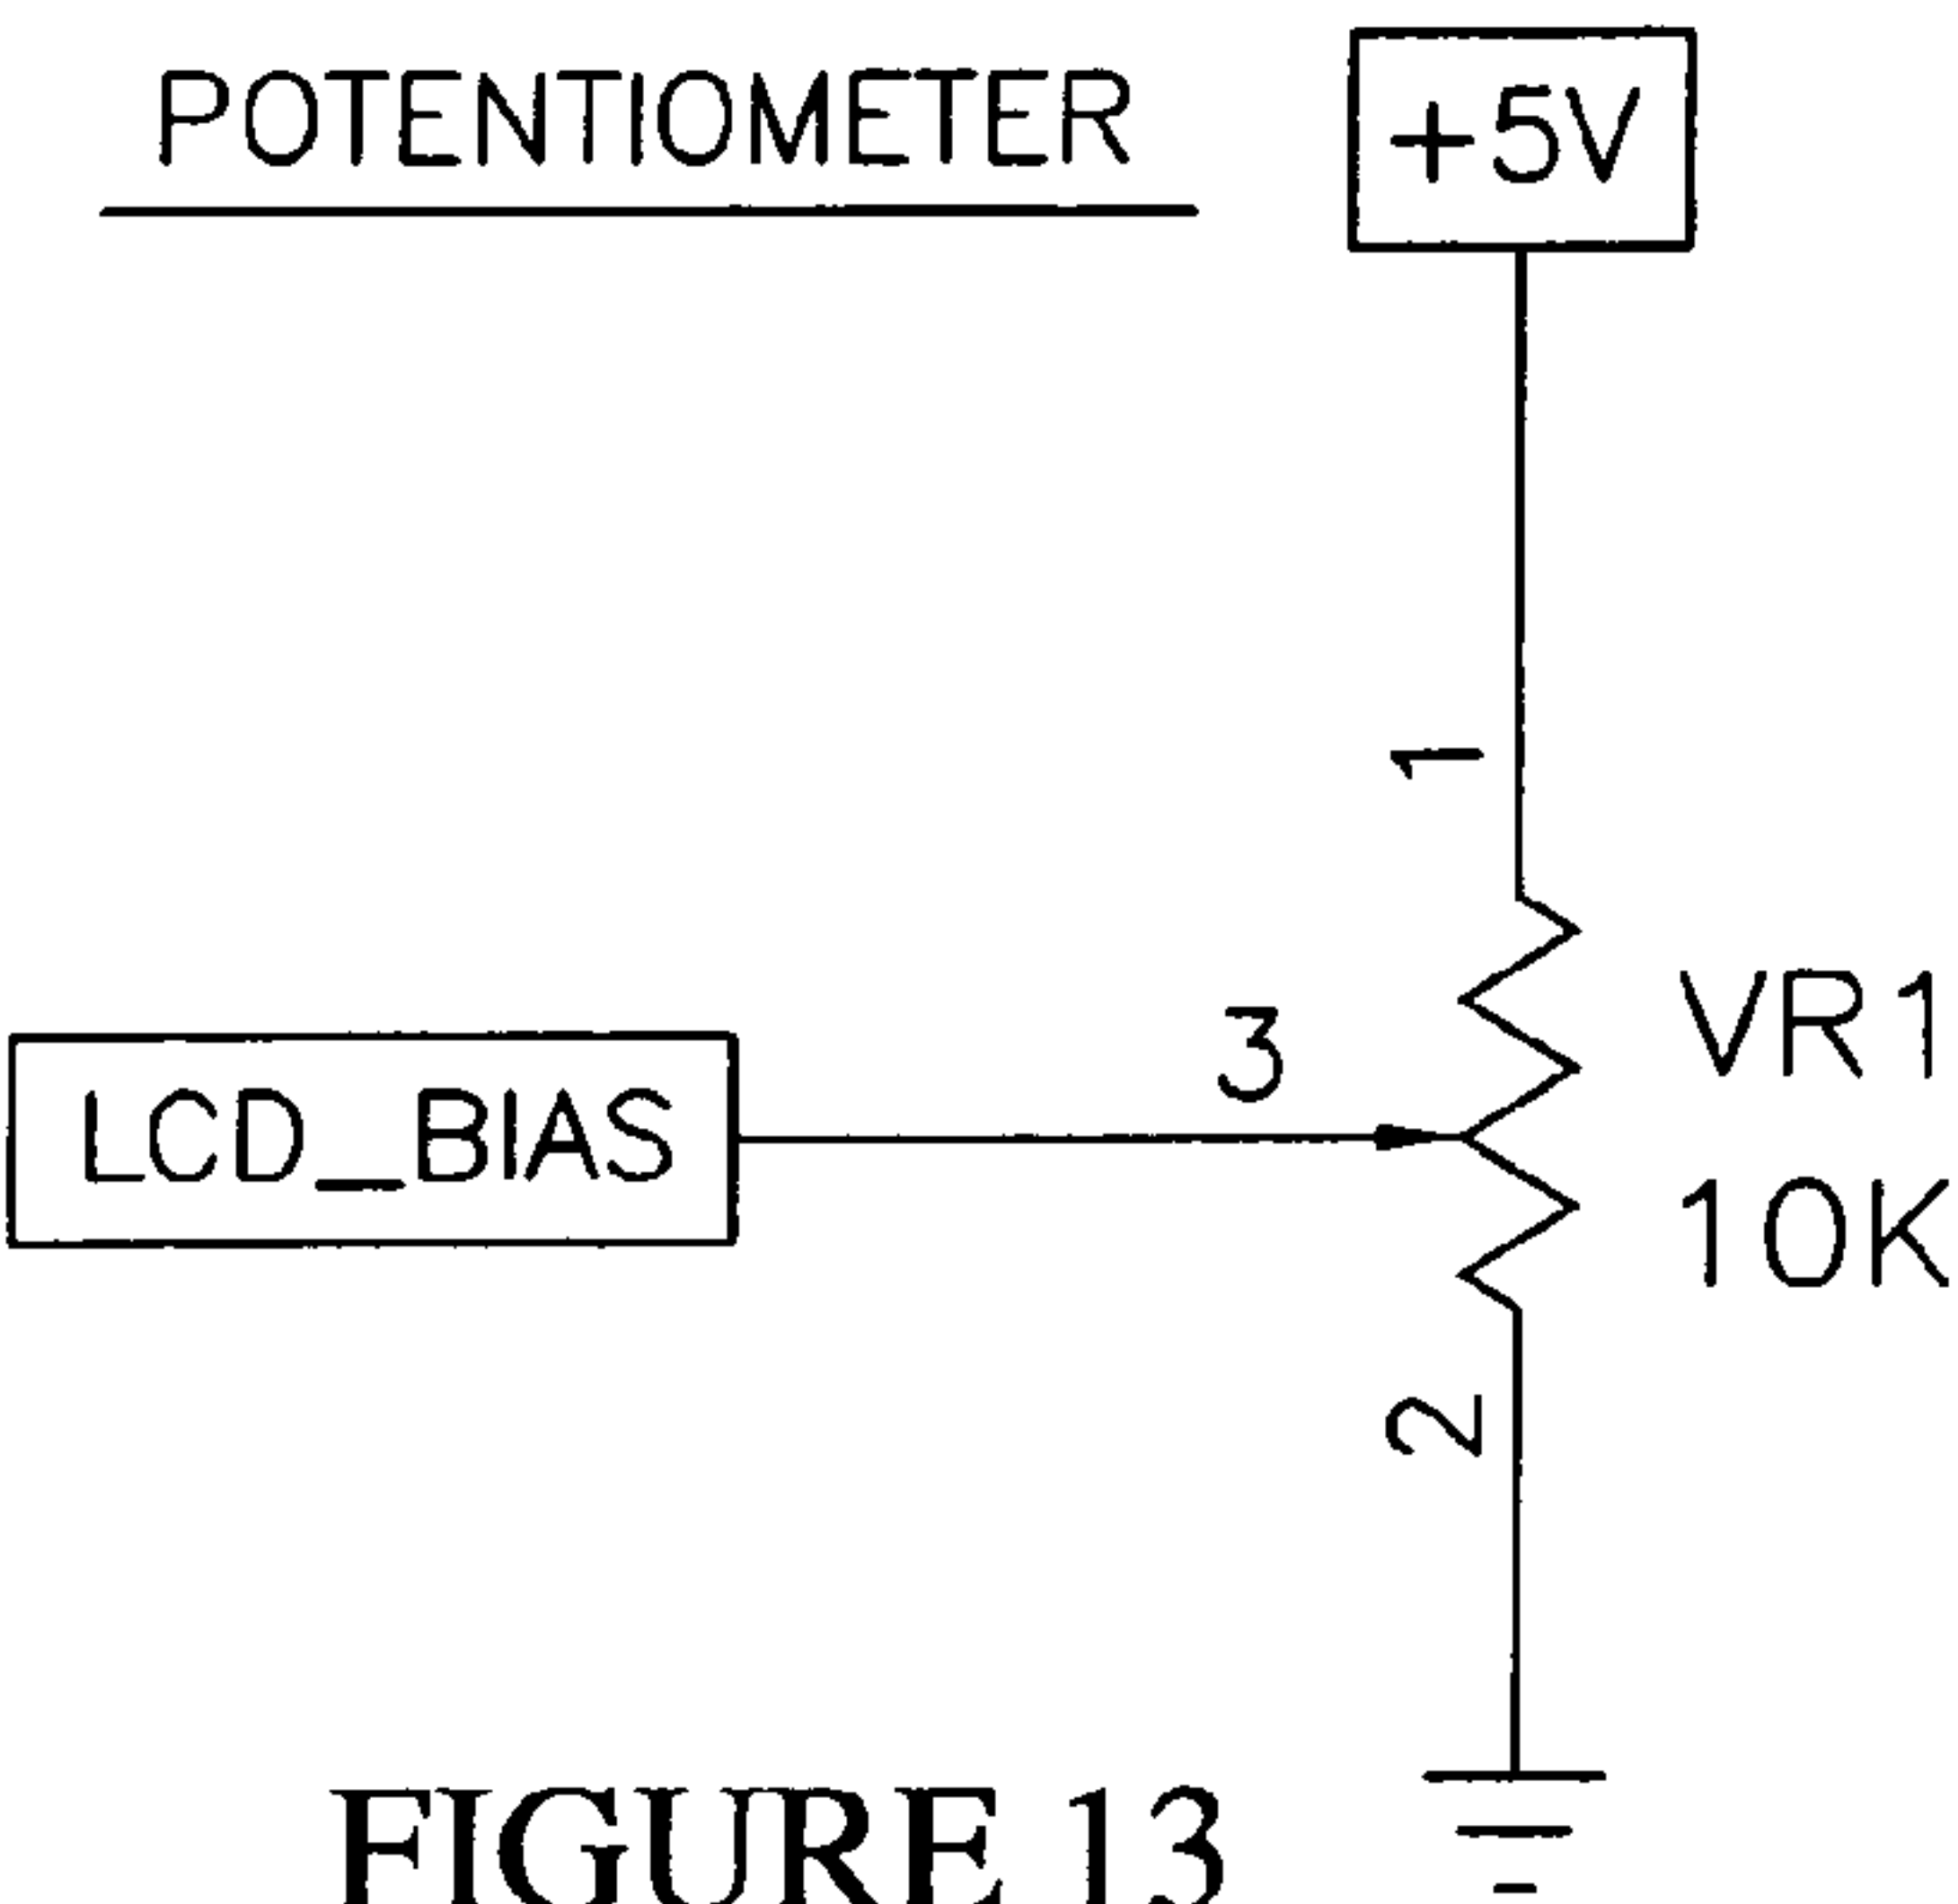 POTENTIOMETER
+5V
1
3
VR1
LCD_BIAS
10K
2
FIGURE 13